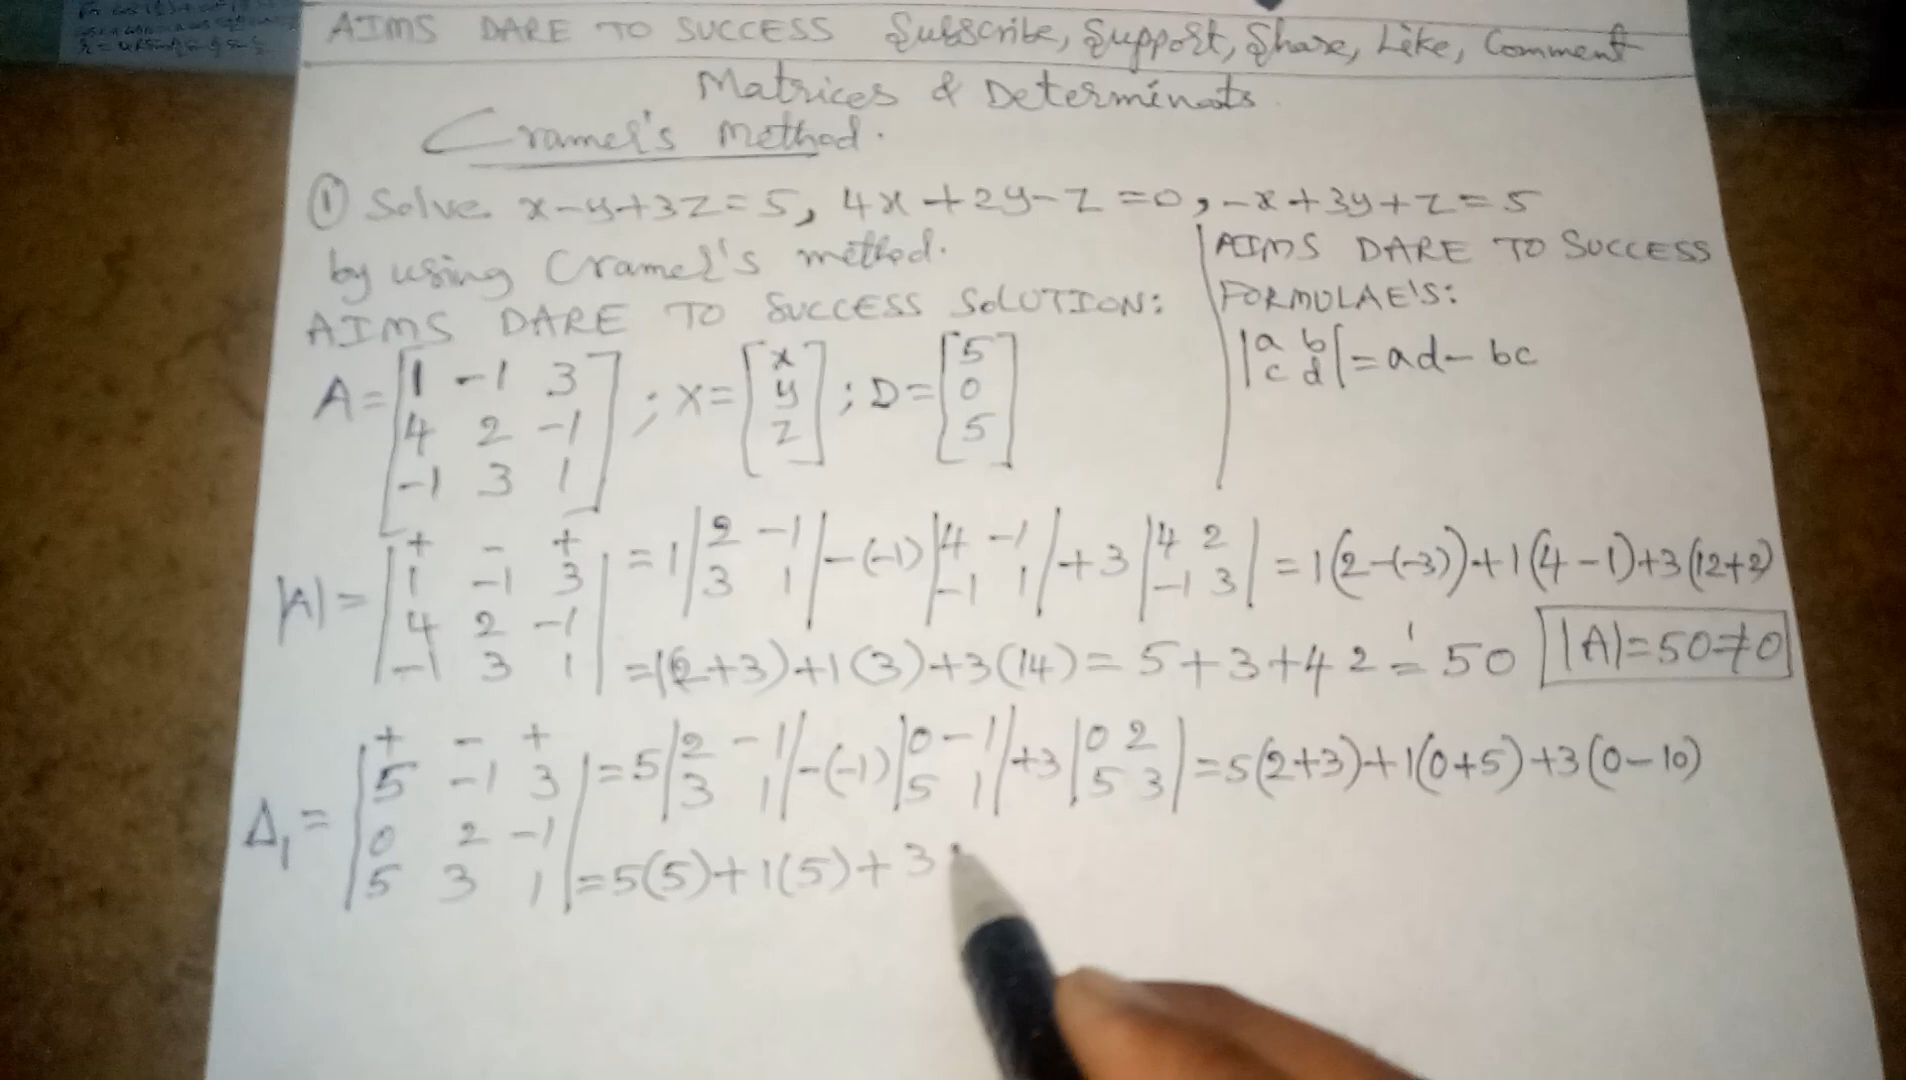 AIMS DARE TO SUCCESS Subscribe, Support, Share, Like, Comment
Matrices & Determinats
Cramer's Method.
① Solve x-y+3z=5, 4x+2y-z=0, -x+3y+z=5
by using Cramer's method.
AIMS DARE TO SUCCESS SOLUTION:
AIMS DARE TO SUCCESS
FORMULAE'S:
|a b| = ad - bc
|c d|
A = [1 -1 3] ; X = [x] ; D = [5]
[4 2 -1] [y] [0]
[-1 3 1] [z] [5]
+ - +
|A| = |1 -1 3| = 1|2 -1| -(-1)|4 -1| +3|4 2| = 1(2-(-3))+1(4-1)+3(12+2)
|4 2 -1| |3 1| |-1 1| |-1 3|
|-1 3 1| = 1(2+3)+1(3)+3(14) = 5+3+42 = 50 |A|=50≠0
+ - +
Δ₁ = |5 -1 3| = 5|2 -1| -(-1)|0 -1| +3|0 2| = 5(2+3)+1(0+5)+3(0-10)
|0 2 -1| |3 1| |5 1| |5 3|
|5 3 1| = 5(5)+1(5)+3